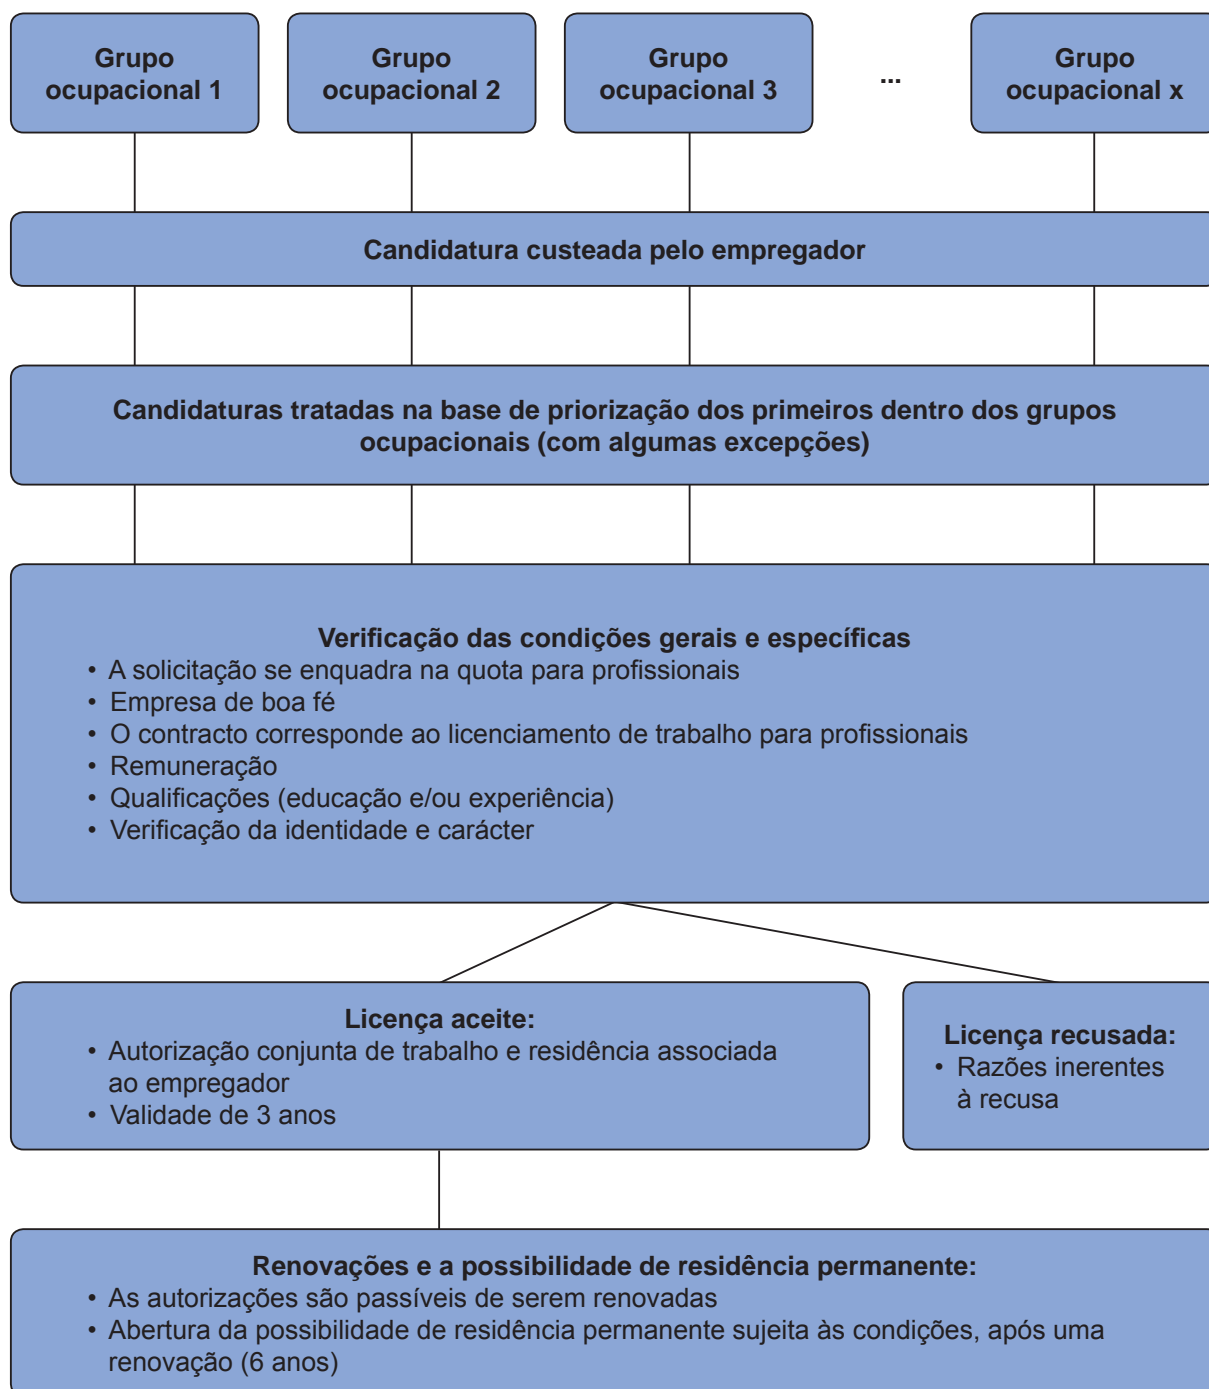 Grupo
ocupacional 1
Grupo
ocupacional 2
Grupo
ocupacional 3
...
Grupo
ocupacional x
Candidatura custeada pelo empregador
Candidaturas tratadas na base de priorização dos primeiros dentro dos grupos
ocupacionais (com algumas excepções)
Verificação das condições gerais e específicas
• A solicitação se enquadra na quota para profissionais
• Empresa de boa fé
• O contracto corresponde ao licenciamento de trabalho para profissionais
• Remuneração
• Qualificações (educação e/ou experiência)
• Verificação da identidade e carácter
Licença aceite:
• Autorização conjunta de trabalho e residência associada
ao empregador
• Validade de 3 anos
Licença recusada:
• Razões inerentes
à recusa
Renovações e a possibilidade de residência permanente:
• As autorizações são passíveis de serem renovadas
• Abertura da possibilidade de residência permanente sujeita às condições, após uma
renovação (6 anos)